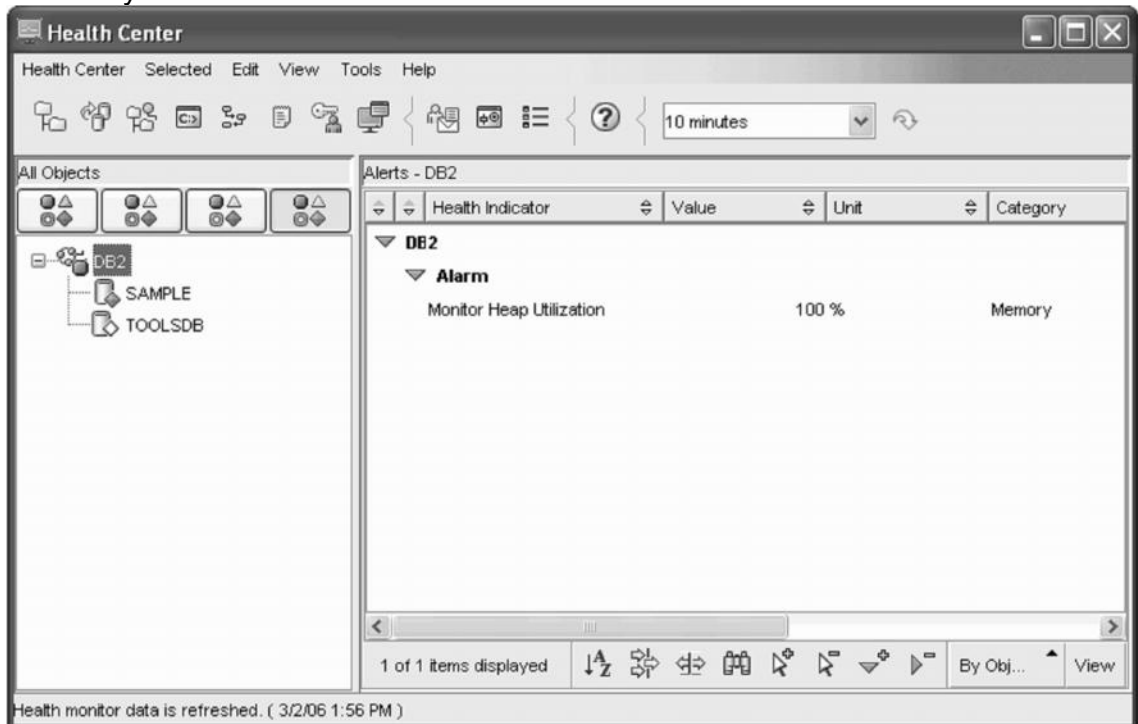 Health Center
Health Center Selected Edit View Tools Help
C:>
?
10 minutes
All Objects
Alerts - DB2
Health Indicator Value Unit Category
DB2
SAMPLE
TOOLSDB
DB2
Alarm
Monitor Heap Utilization 100 % Memory
1 of 1 items displayed
A
Z
By Obj... View
Health monitor data is refreshed. ( 3/2/06 1:56 PM )